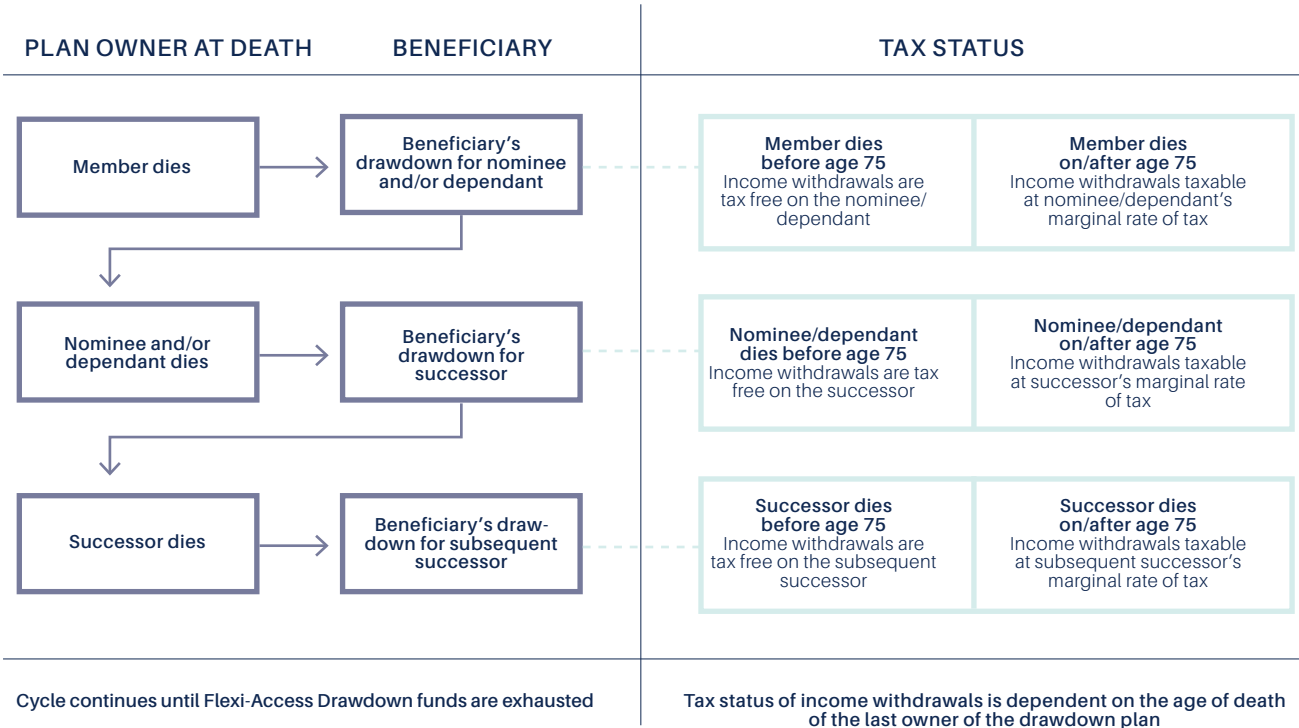 PLAN OWNER AT DEATH
BENEFICIARY
TAX STATUS
Member dies
Beneficiary’s
drawdown for nominee
and/or dependant
Member dies
before age 75
Income withdrawals are
tax free on the nominee/
dependant
Member dies
on/after age 75
Income withdrawals taxable
at nominee/dependant’s
marginal rate of tax
Nominee and/or
dependant dies
Beneficiary’s
drawdown for
successor
Nominee/dependant
dies before age 75
Income withdrawals are tax
free on the successor
Nominee/dependant
on/after age 75
Income withdrawals taxable
at successor’s marginal rate
of tax
Successor dies
Beneficiary’s draw-
down for subsequent
successor
Successor dies
before age 75
Income withdrawals are
tax free on the subsequent
successor
Successor dies
on/after age 75
Income withdrawals taxable
at subsequent successor’s
marginal rate of tax
Cycle continues until Flexi-Access Drawdown funds are exhausted
Tax status of income withdrawals is dependent on the age of death
of the last owner of the drawdown plan